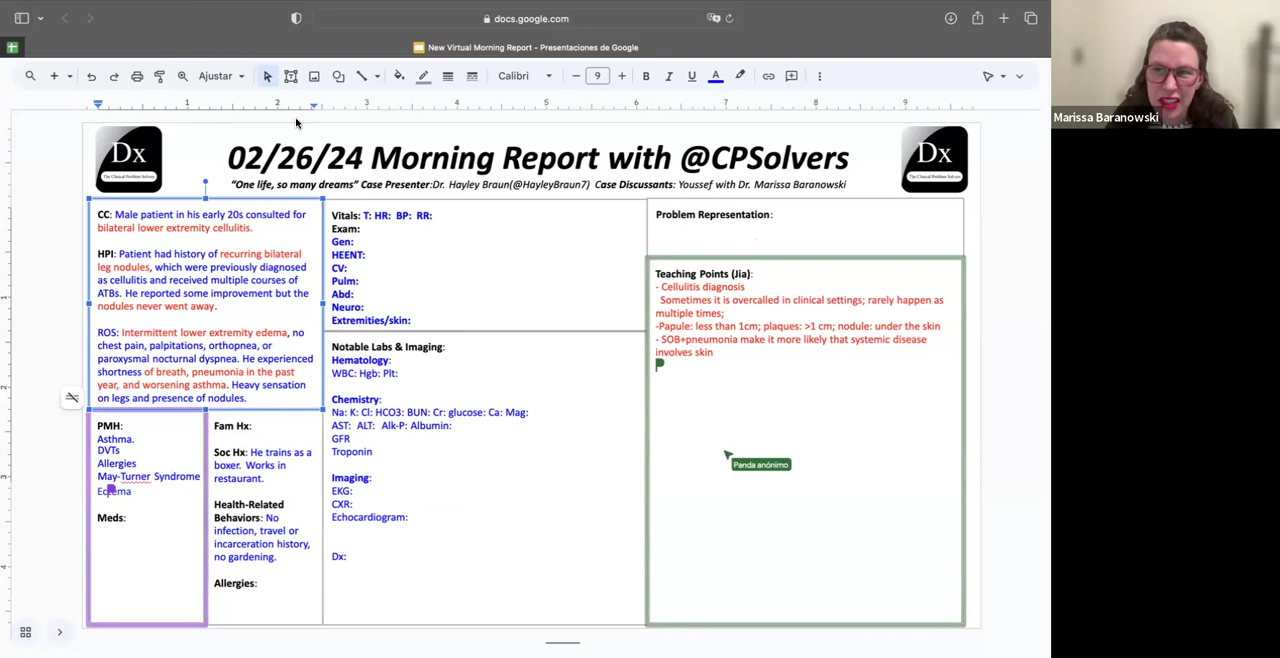 docs.google.com
New Virtual Morning Report - Presentaciones de Google
Ajustar
Calibri
9
Marissa Baranowski
1 2 3 4 5 6 7 8 9
Dx
The Clinical Problem Solvers
02/26/24 Morning Report with @CPSolvers
“One life, so many dreams” Case Presenter:Dr. Hayley Braun(@HayleyBraun7) Case Discussants: Youssef with Dr. Marissa Baranowski
Dx
The Clinical Problem Solvers
CC: Male patient in his early 20s consulted for
bilateral lower extremity cellulitis.
HPI: Patient had history of recurring bilateral
leg nodules, which were previously diagnosed
as cellulitis and received multiple courses of
ATBs. He reported some improvement but the
nodules never went away.
ROS: Intermittent lower extremity edema, no
chest pain, palpitations, orthopnea, or
paroxysmal nocturnal dyspnea. He experienced
shortness of breath, pneumonia in the past
year, and worsening asthma. Heavy sensation
on legs and presence of nodules.
PMH:
Asthma.
DVTs
Allergies
May-Turner Syndrome
Eczema
Meds:
Fam Hx:
Soc Hx: He trains as a
boxer. Works in
restaurant.
Health-Related
Behaviors: No
infection, travel or
incarceration history,
no gardening.
Allergies:
Vitals: T: HR: BP: RR:
Exam:
Gen:
HEENT:
CV:
Pulm:
Abd:
Neuro:
Extremities/skin:
Notable Labs & Imaging:
Hematology:
WBC: Hgb: Plt:
Chemistry:
Na: K: Cl: HCO3: BUN: Cr: glucose: Ca: Mag:
AST: ALT: Alk-P: Albumin:
GFR
Troponin
Imaging:
EKG:
CXR:
Echocardiogram:
Dx:
Problem Representation:
Teaching Points (Jia):
- Cellulitis diagnosis
Sometimes it is overcalled in clinical settings; rarely happen as
multiple times;
-Papule: less than 1cm; plaques: >1 cm; nodule: under the skin
- SOB+pneumonia make it more likely that systemic disease
involves skin
Panda anónimo